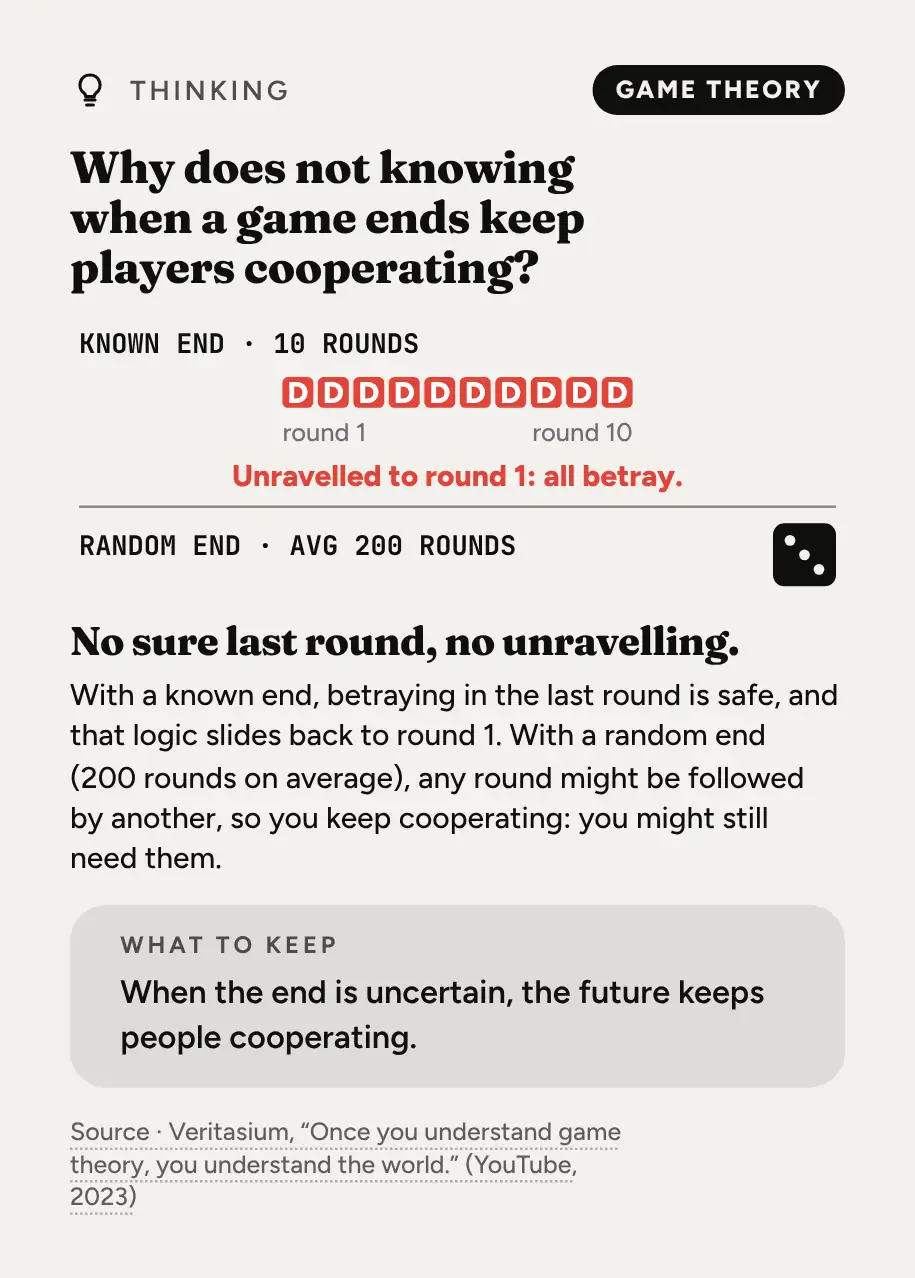 THINKING
GAME THEORY
Why does not knowing
when a game ends keep
players cooperating?
KNOWN END · 10 ROUNDS
D D D D D D D D D D
round 1 round 10
Unravelled to round 1: all betray.
RANDOM END · AVG 200 ROUNDS
No sure last round, no unravelling.
With a known end, betraying in the last round is safe, and
that logic slides back to round 1. With a random end
(200 rounds on average), any round might be followed
by another, so you keep cooperating: you might still
need them.
WHAT TO KEEP
When the end is uncertain, the future keeps
people cooperating.
Source · Veritasium, “Once you understand game
theory, you understand the world.” (YouTube,
2023)